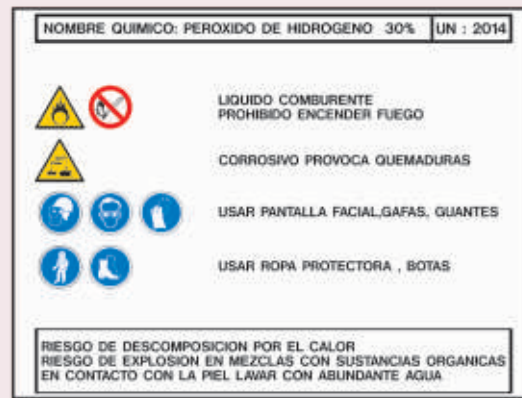 NOMBRE QUIMICO: PEROXIDO DE HIDROGENO 30% UN : 2014
LIQUIDO COMBURENTE
PROHIBIDO ENCENDER FUEGO
CORROSIVO PROVOCA QUEMADURAS
USAR PANTALLA FACIAL,GAFAS, GUANTES
USAR ROPA PROTECTORA , BOTAS
RIESGO DE DESCOMPOSICION POR EL CALOR
RIESGO DE EXPLOSION EN MEZCLAS CON SUSTANCIAS ORGANICAS
EN CONTACTO CON LA PIEL LAVAR CON ABUNDANTE AGUA